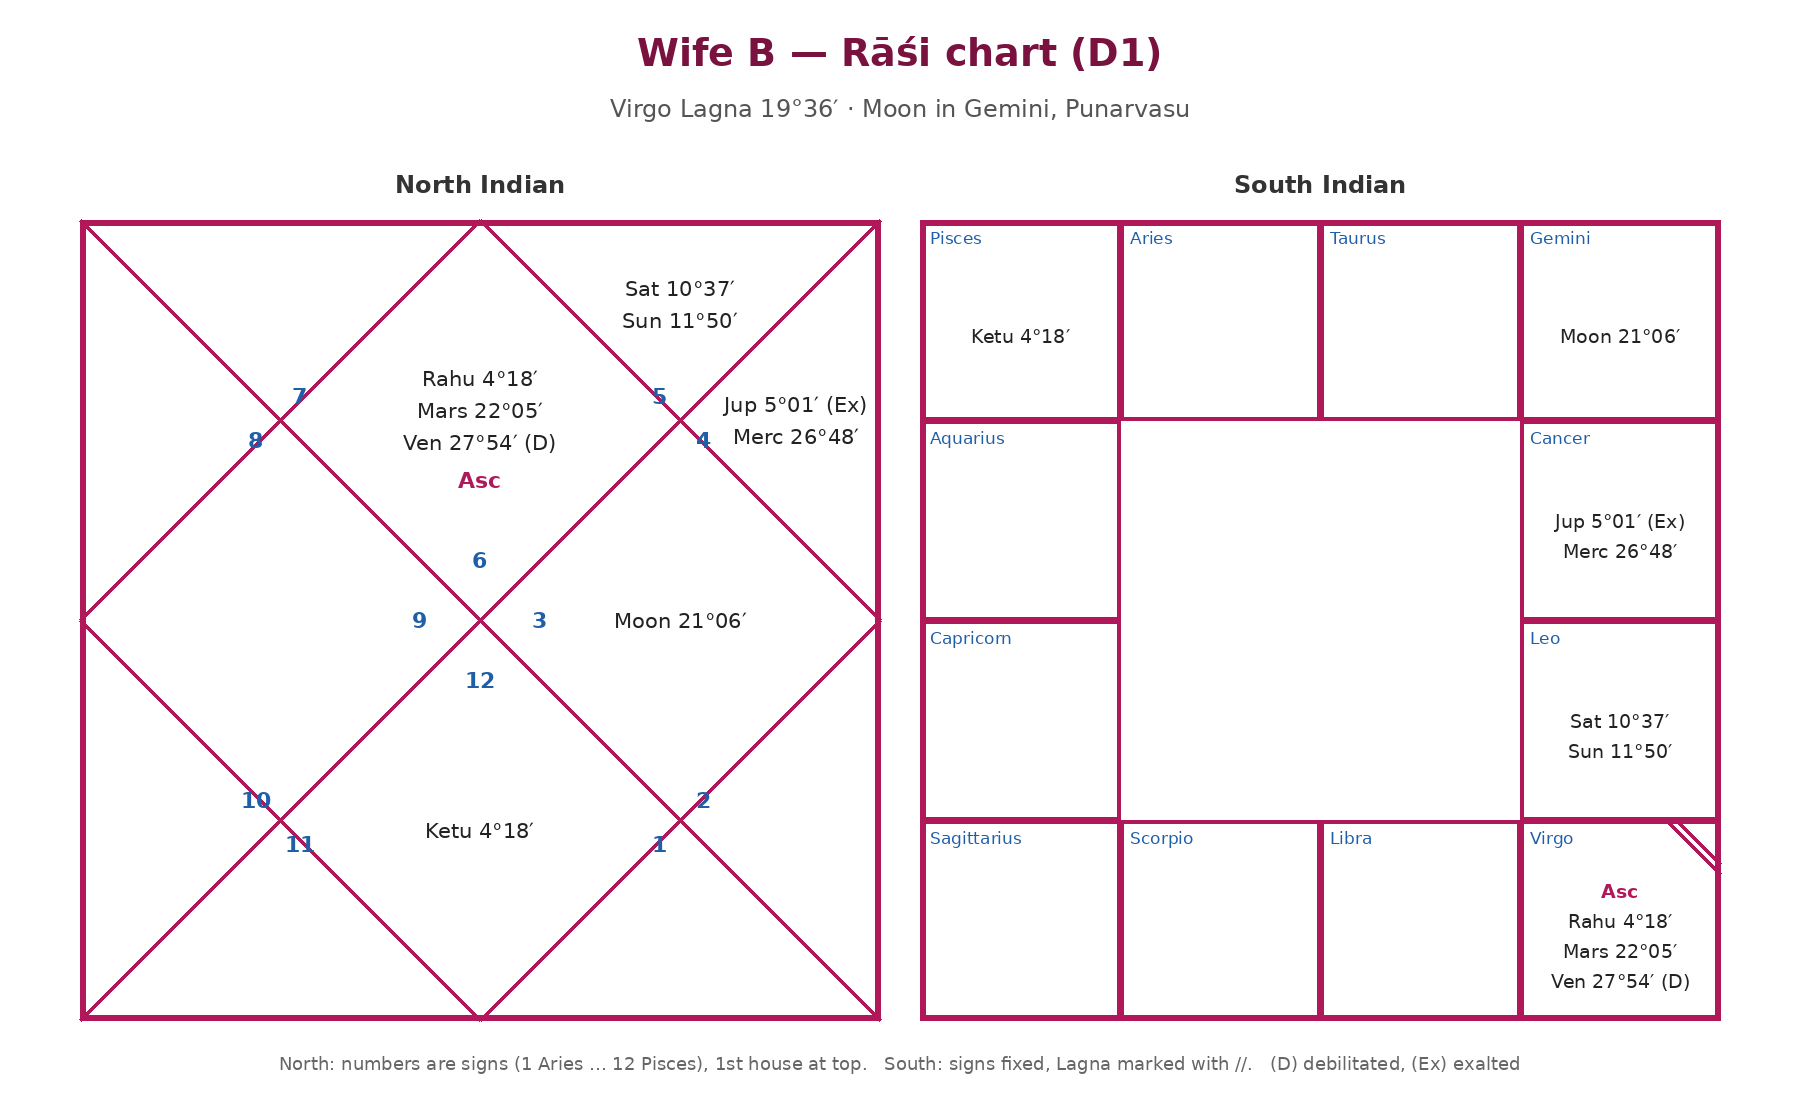 Wife B — Rāśi chart (D1)
Virgo Lagna 19°36′ · Moon in Gemini, Punarvasu
North Indian
Sat 10°37′
Sun 11°50′
Rahu 4°18′
Mars 22°05′
Ven 27°54′ (D)
Asc
Jup 5°01′ (Ex)
Merc 26°48′
7
5
8
4
6
9
3
Moon 21°06′
12
10
2
11
Ketu 4°18′
1
South Indian
Pisces
Ketu 4°18′
Aries
Taurus
Gemini
Moon 21°06′
Aquarius
Cancer
Jup 5°01′ (Ex)
Merc 26°48′
Capricorn
Leo
Sat 10°37′
Sun 11°50′
Sagittarius
Scorpio
Libra
Virgo
Asc
Rahu 4°18′
Mars 22°05′
Ven 27°54′ (D)
North: numbers are signs (1 Aries … 12 Pisces), 1st house at top.   South: signs fixed, Lagna marked with //.   (D) debilitated, (Ex) exalted